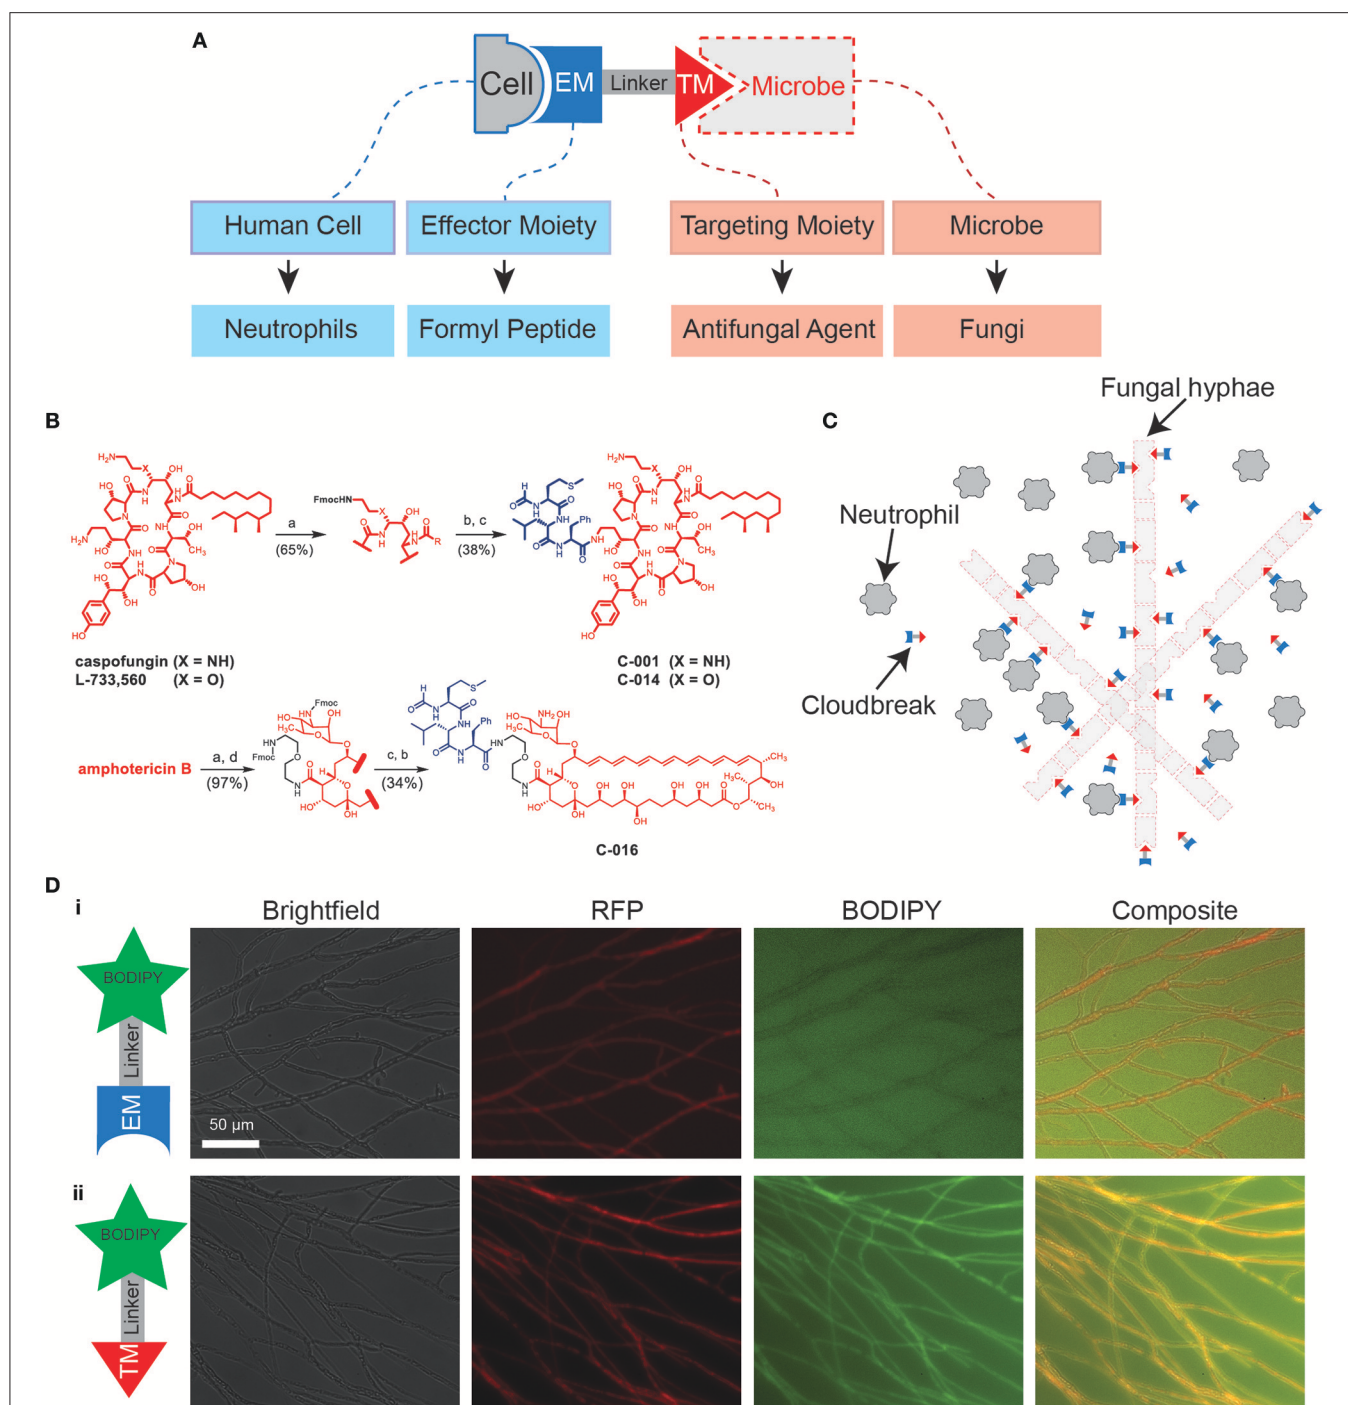 A
Cell
EM
Linker
TM
Microbe
Human Cell
Effector Moiety
Targeting Moiety
Microbe
Neutrophils
Formyl Peptide
Antifungal Agent
Fungi
B
caspofungin (X = NH)
L-733,560 (X = O)
a
(65%)
FmocHN
b, c
(38%)
C-001 (X = NH)
C-014 (X = O)
amphotericin B
a, d
(97%)
Fmoc
c, b
(34%)
C-016
C
Fungal hyphae
Neutrophil
Cloudbreak
D
i
Brightfield
RFP
BODIPY
Composite
BODIPY
Linker
EM
50 µm
ii
BODIPY
Linker
TM